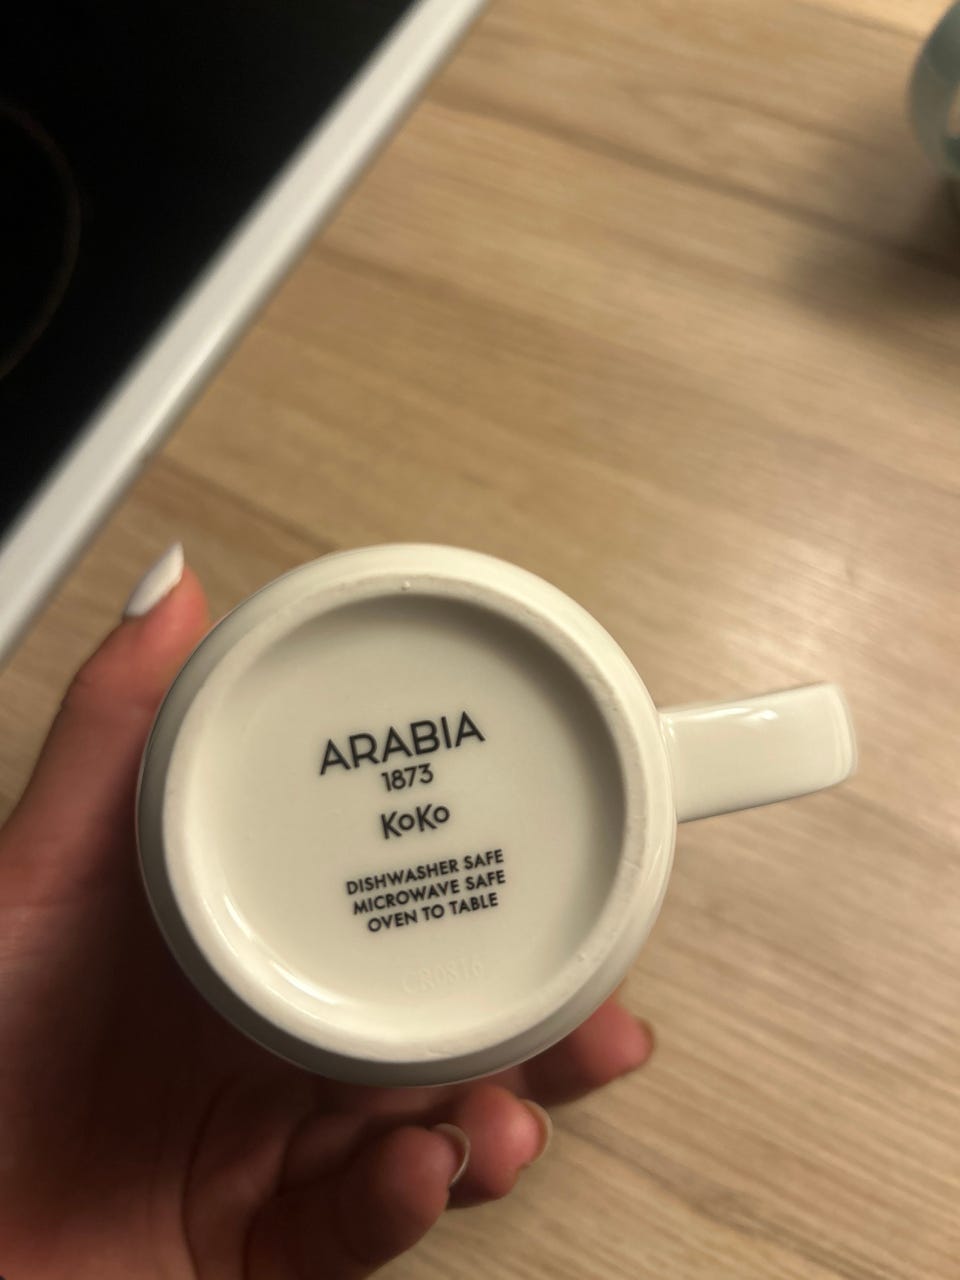 ARABIA
1873
KoKo
DISHWASHER SAFE
MICROWAVE SAFE
OVEN TO TABLE